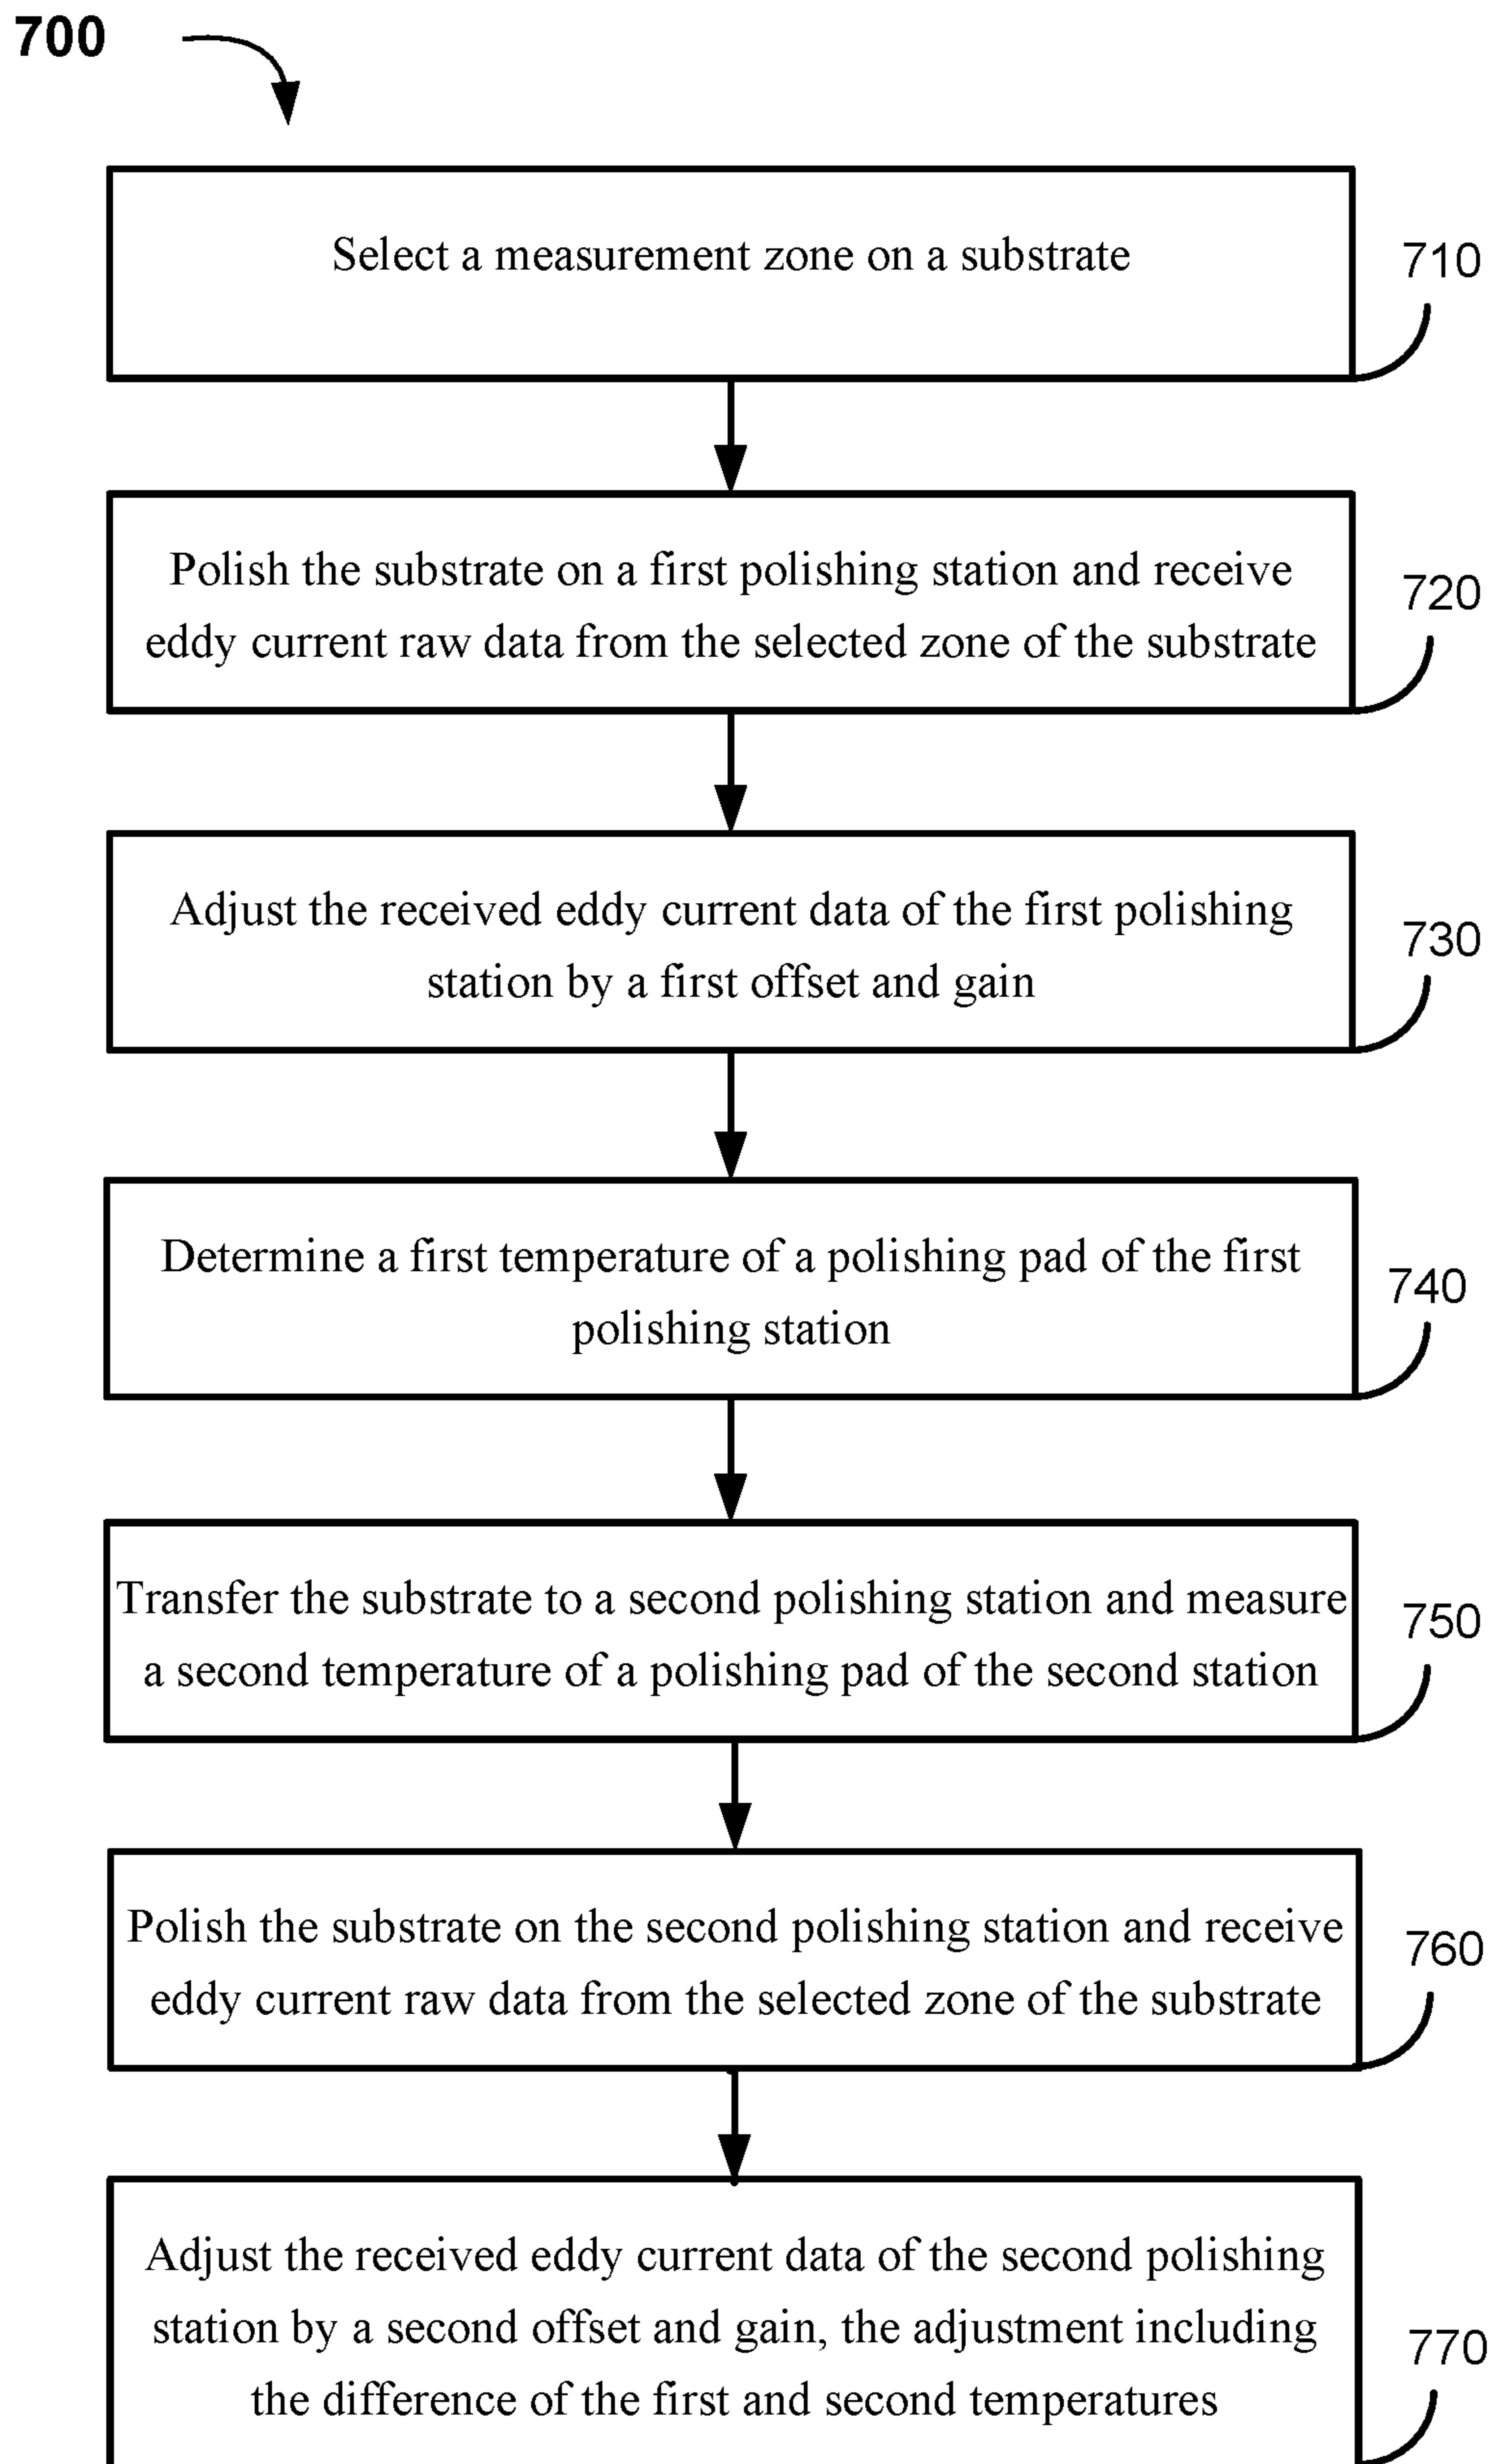 700
Select a measurement zone on a substrate
710
Polish the substrate on a first polishing station and receive
eddy current raw data from the selected zone of the substrate
720
Adjust the received eddy current data of the first polishing
station by a first offset and gain
730
Determine a first temperature of a polishing pad of the first
polishing station
740
Transfer the substrate to a second polishing station and measure
a second temperature of a polishing pad of the second station
750
Polish the substrate on the second polishing station and receive
eddy current raw data from the selected zone of the substrate
760
Adjust the received eddy current data of the second polishing
station by a second offset and gain, the adjustment including
the difference of the first and second temperatures
770